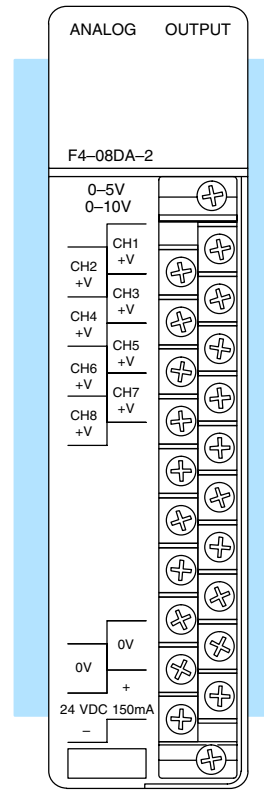 ANALOG OUTPUT
F4–08DA–2
0–5V
0–10V
CH1
+V
CH2
+V
CH3
+V
CH4
+V
CH5
+V
CH6
+V
CH7
+V
CH8
+V
0V
0V
+
24 VDC 150mA
–